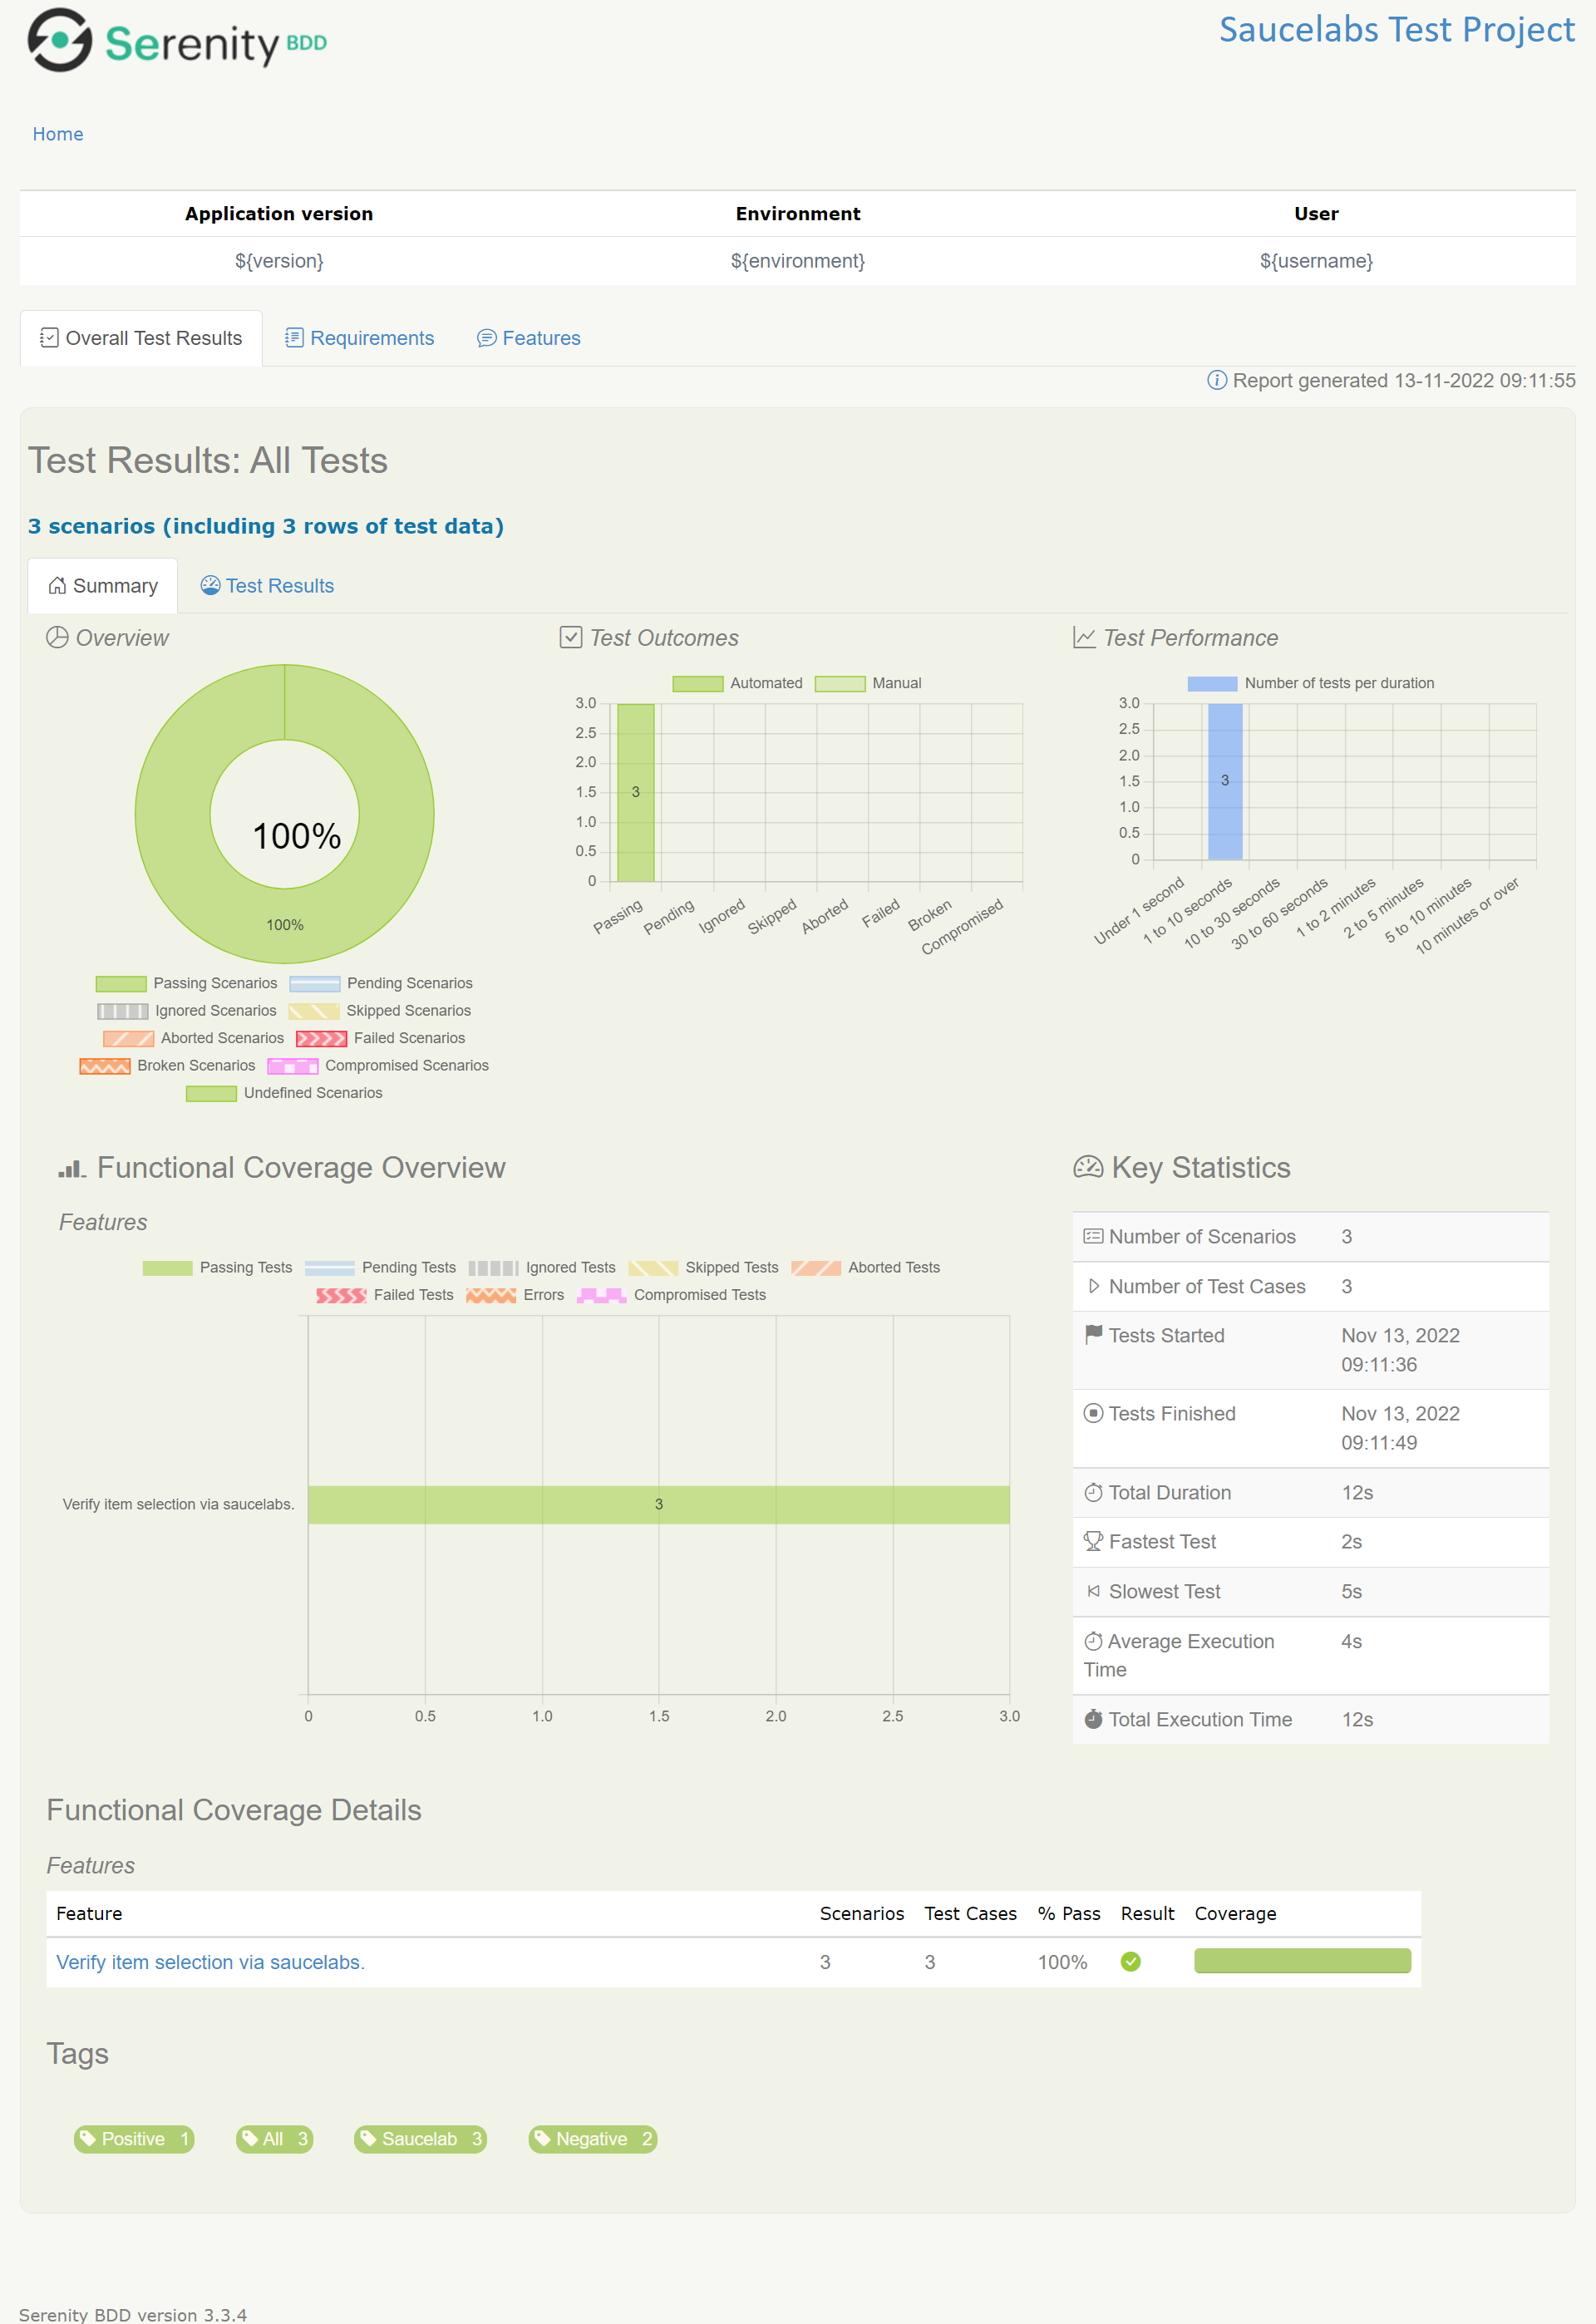 Serenity BDD
Saucelabs Test Project
Home
Application version Environment User
${version} ${environment} ${username}
Overall Test Results Requirements Features
Report generated 13-11-2022 09:11:55
Test Results: All Tests
3 scenarios (including 3 rows of test data)
Summary Test Results
Overview
100%
100%
Passing Scenarios Pending Scenarios
Ignored Scenarios Skipped Scenarios
Aborted Scenarios Failed Scenarios
Broken Scenarios Compromised Scenarios
Undefined Scenarios
Test Outcomes
Automated Manual
3.0
2.5
2.0
1.5
1.0
0.5
0
3
Passing Pending Ignored Skipped Aborted Failed Broken Compromised
Test Performance
Number of tests per duration
3.0
2.5
2.0
1.5
1.0
0.5
0
3
Under 1 second 1 to 10 seconds 10 to 30 seconds 30 to 60 seconds 1 to 2 minutes 2 to 5 minutes 5 to 10 minutes 10 minutes or over
Functional Coverage Overview
Features
Passing Tests Pending Tests Ignored Tests Skipped Tests Aborted Tests
Failed Tests Errors Compromised Tests
Verify item selection via saucelabs. 3
0 0.5 1.0 1.5 2.0 2.5 3.0
Key Statistics
Number of Scenarios 3
Number of Test Cases 3
Tests Started Nov 13, 2022
09:11:36
Tests Finished Nov 13, 2022
09:11:49
Total Duration 12s
Fastest Test 2s
Slowest Test 5s
Average Execution 4s
Time
Total Execution Time 12s
Functional Coverage Details
Features
Feature Scenarios Test Cases % Pass Result Coverage
Verify item selection via saucelabs. 3 3 100%
Tags
Positive 1 All 3 Saucelab 3 Negative 2
Serenity BDD version 3.3.4